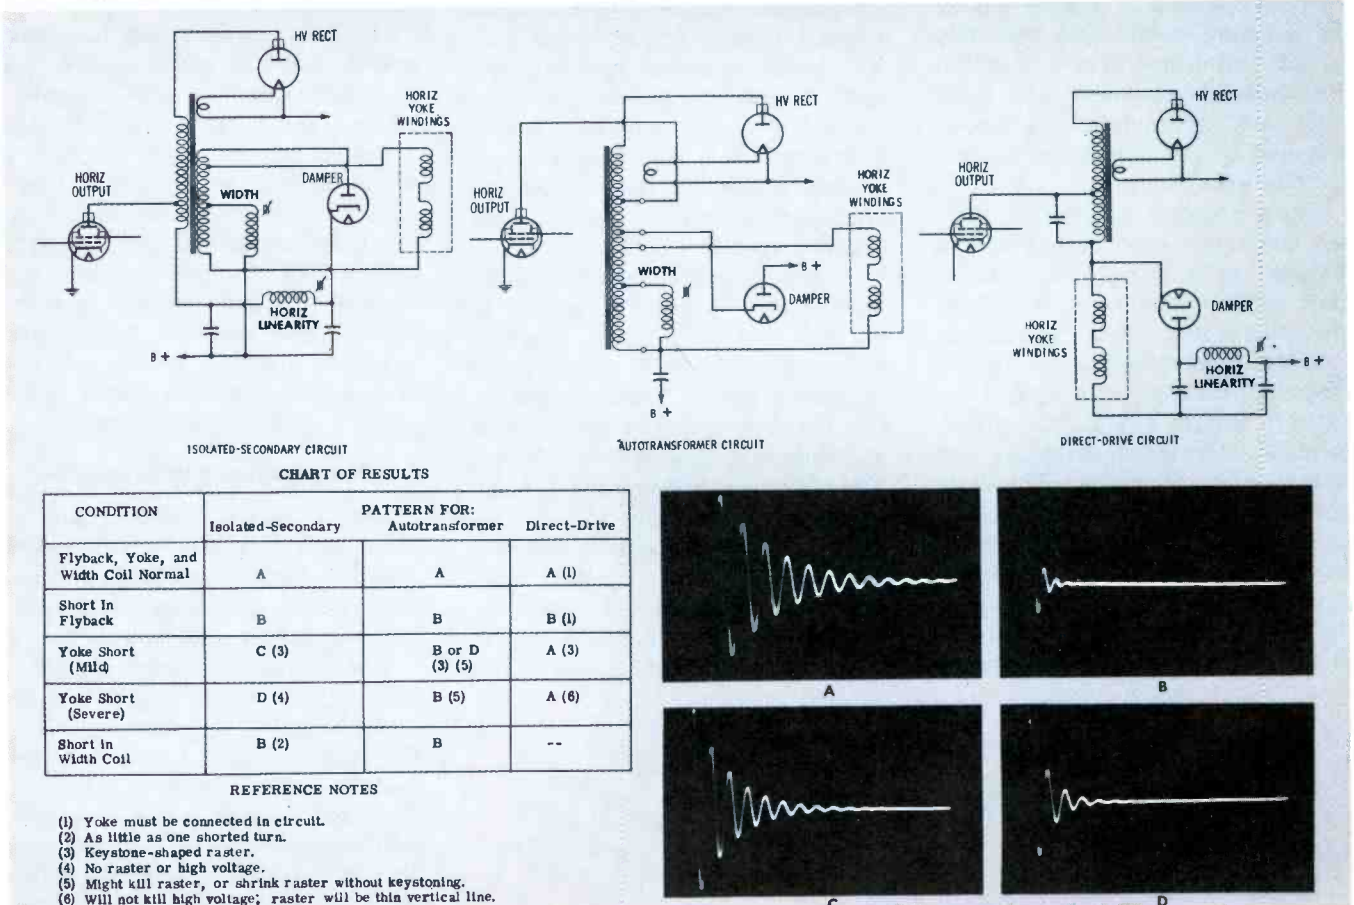 HV RECT
HORIZ
YOKE
WINDINGS
HORIZ
OUTPUT
WIDTH
DAMPER
HORIZ
LINEARITY
B +
ISOLATED-SECONDARY CIRCUIT
HV RECT
HORIZ
OUTPUT
HORIZ
YOKE
WINDINGS
WIDTH
B +
DAMPER
B +
AUTOTRANSFORMER CIRCUIT
HV RECT
HORIZ
OUTPUT
HORIZ
YOKE
WINDINGS
DAMPER
HORIZ
LINEARITY
B +
DIRECT-DRIVE CIRCUIT
CHART OF RESULTS
CONDITION PATTERN FOR:
Isolated-Secondary Autotransformer Direct-Drive
Flyback, Yoke, and
Width Coil Normal A A A (1)
Short In
Flyback B B B (1)
Yoke Short
(Mild) C (3) B or D
(3) (5) A (3)
Yoke Short
(Severe) D (4) B (5) A (6)
Short in
Width Coil B (2) B --
REFERENCE NOTES
(1) Yoke must be connected in circuit.
(2) As little as one shorted turn.
(3) Keystone-shaped raster.
(4) No raster or high voltage.
(5) Might kill raster, or shrink raster without keystoning.
(6) Will not kill high voltage; raster will be thin vertical line.
A
B
C
D